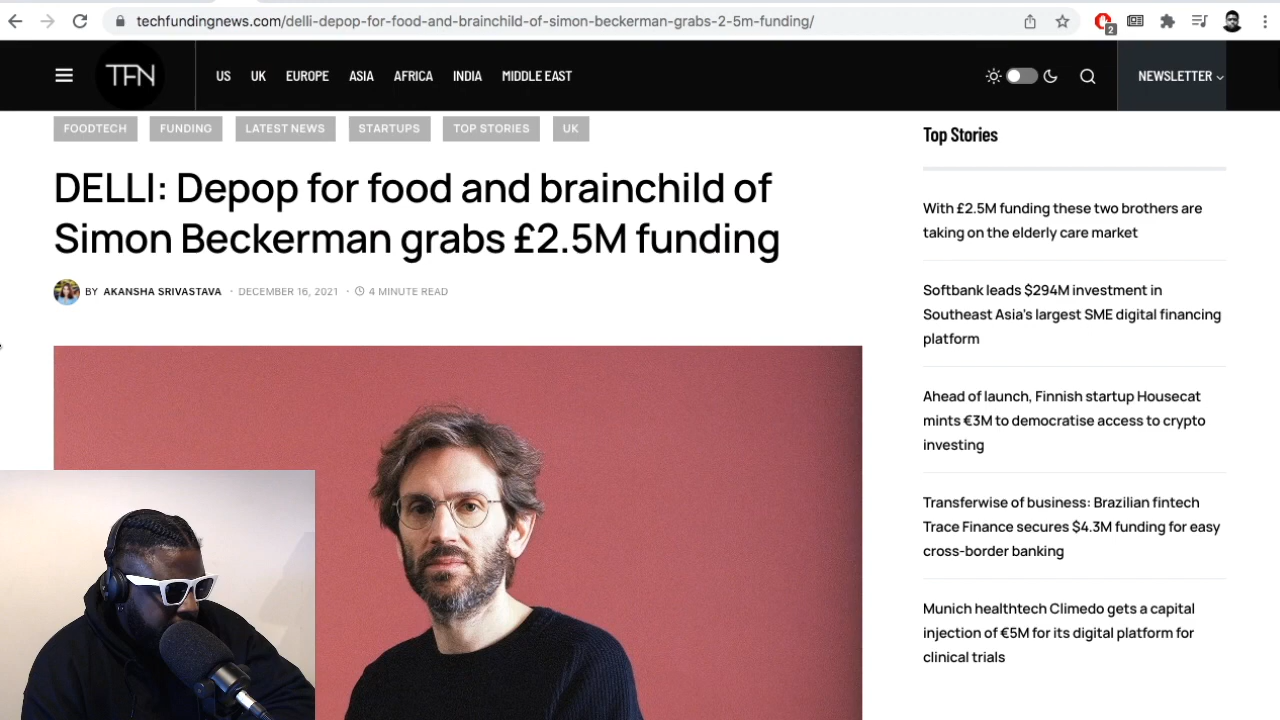 techfundingnews.com/delli-depop-for-food-and-brainchild-of-simon-beckerman-grabs-2-5m-funding/
2
TFN
US UK EUROPE ASIA AFRICA INDIA MIDDLE EAST
NEWSLETTER
FOODTECH FUNDING LATEST NEWS STARTUPS TOP STORIES UK
DELLI: Depop for food and brainchild of
Simon Beckerman grabs £2.5M funding
BY AKANSHA SRIVASTAVA · DECEMBER 16, 2021 · 4 MINUTE READ
Top Stories
With £2.5M funding these two brothers are
taking on the elderly care market
Softbank leads $294M investment in
Southeast Asia's largest SME digital financing
platform
Ahead of launch, Finnish startup Housecat
mints €3M to democratise access to crypto
investing
Transferwise of business: Brazilian fintech
Trace Finance secures $4.3M funding for easy
cross-border banking
Munich healthtech Climedo gets a capital
injection of €5M for its digital platform for
clinical trials